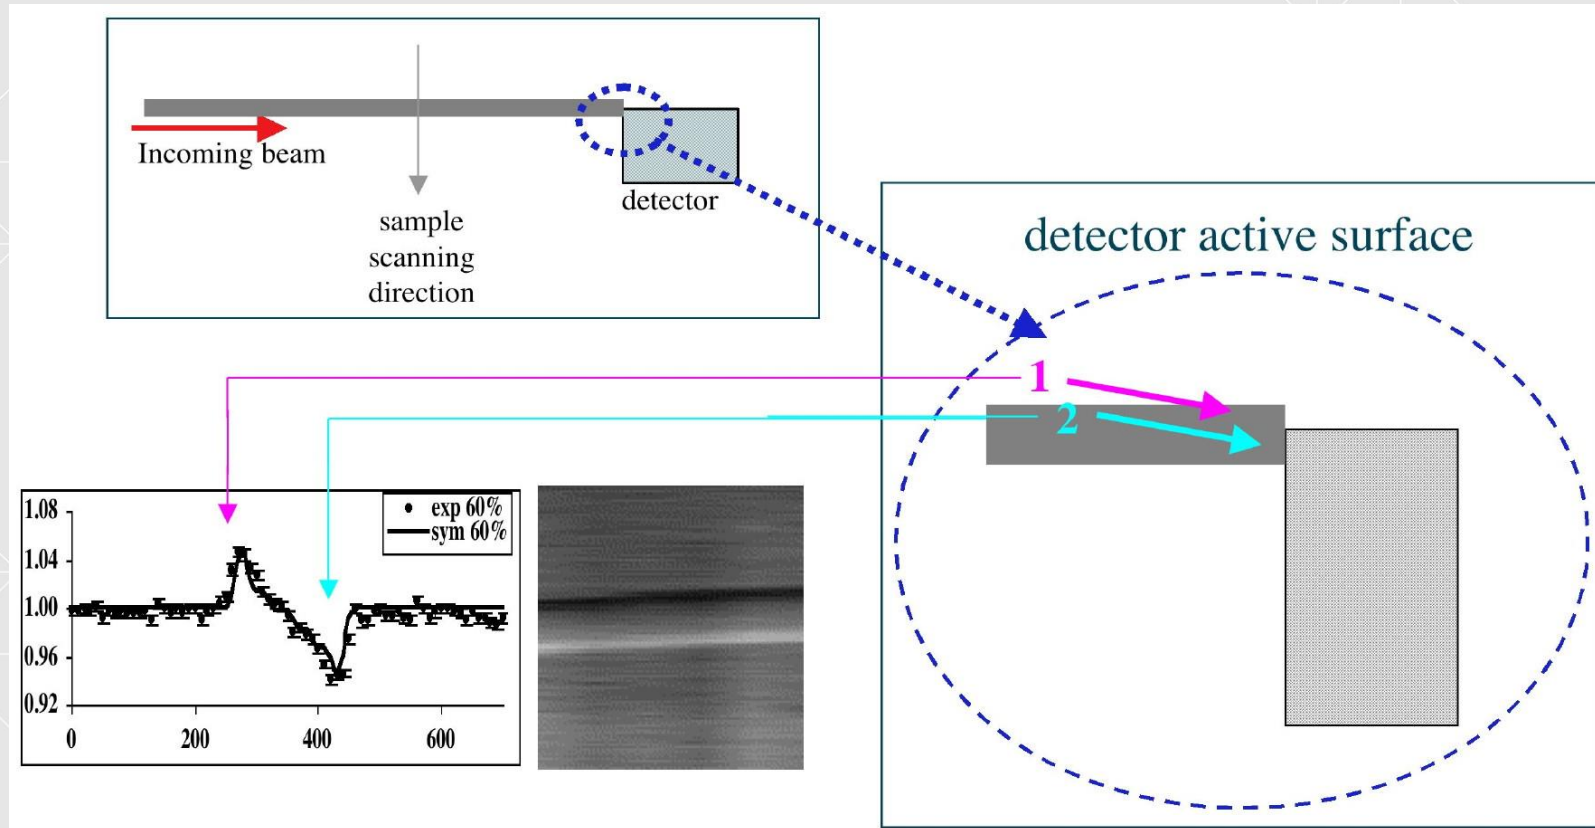 Incoming beam
detector
sample
scanning
direction
detector active surface
1
2
exp 60%
sym 60%
1.08
1.04
1.00
0.96
0.92
0
200
400
600